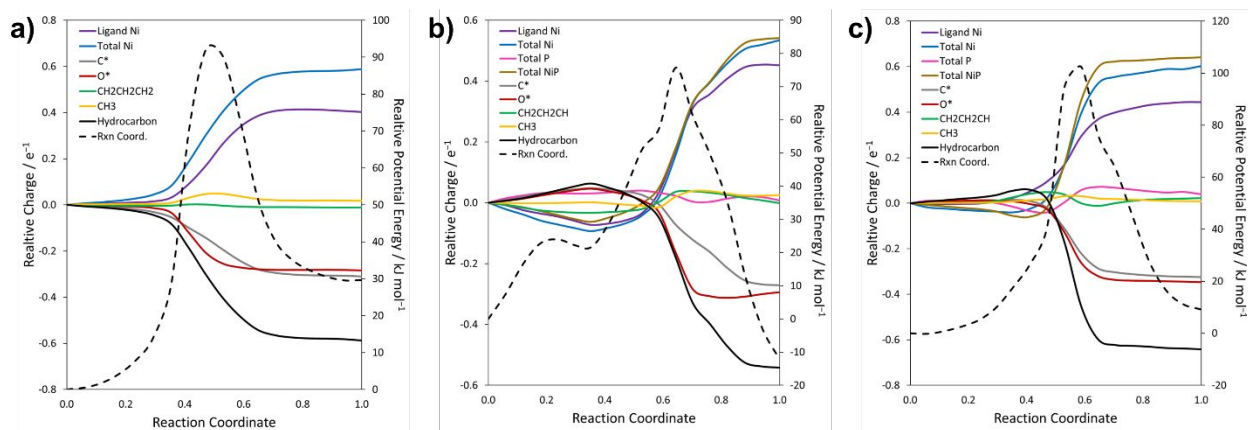 a)
Realtive Charge / e⁻¹
0.8
0.6
0.4
0.2
0.0
-0.2
-0.4
-0.6
-0.8
Ligand Ni
Total Ni
C*
O*
CH2CH2CH2
CH3
Hydrocarbon
Rxn Coord.
100
90
80
70
60
50
40
30
20
10
0
Realtive Potential Energy / kJ mol⁻¹
0.0 0.2 0.4 0.6 0.8 1.0
Reaction Coordinate
b)
Realtive Charge / e⁻¹
0.6
0.4
0.2
0.0
-0.2
-0.4
-0.6
Ligand Ni
Total Ni
Total P
Total NiP
C*
O*
CH2CH2CH
CH3
Hydrocarbon
Rxn Coord.
90
80
70
60
50
40
30
20
10
0
-10
-20
Realtive Potential Energy / kJ mol⁻¹
0.0 0.2 0.4 0.6 0.8 1.0
Reaction Coordinate
c)
Realtive Charge / e⁻¹
0.8
0.6
0.4
0.2
0.0
-0.2
-0.4
-0.6
-0.8
Ligand Ni
Total Ni
Total P
Total NiP
C*
O*
CH2CH2CH
CH3
Hydrocarbon
Rxn Coord.
120
100
80
60
40
20
0
-20
Realtive Potential Energy / kJ mol⁻¹
0.0 0.2 0.4 0.6 0.8 1.0
Reaction Coordinate